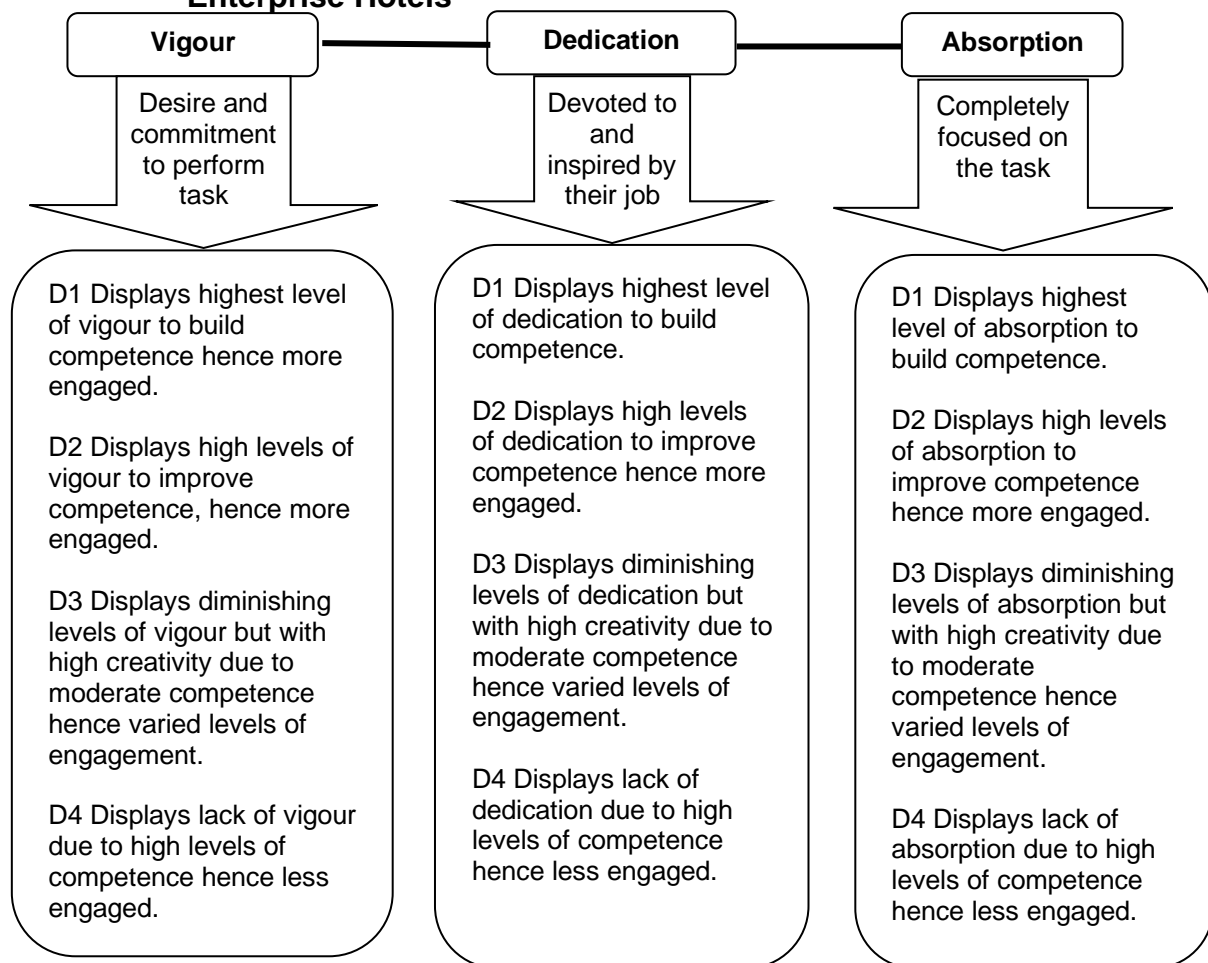 Enterprise Hotels
Vigour
Dedication
Absorption
Desire and
commitment
to perform
task
Devoted to
and
inspired by
their job
Completely
focused on
the task
D1 Displays highest level
of vigour to build
competence hence more
engaged.
D2 Displays high levels of
vigour to improve
competence, hence more
engaged.
D3 Displays diminishing
levels of vigour but with
high creativity due to
moderate competence
hence varied levels of
engagement.
D4 Displays lack of vigour
due to high levels of
competence hence less
engaged.
D1 Displays highest level
of dedication to build
competence.
D2 Displays high levels
of dedication to improve
competence hence more
engaged.
D3 Displays diminishing
levels of dedication but
with high creativity due to
moderate competence
hence varied levels of
engagement.
D4 Displays lack of
dedication due to high
levels of competence
hence less engaged.
D1 Displays highest
level of absorption to
build competence.
D2 Displays high levels
of absorption to
improve competence
hence more engaged.
D3 Displays diminishing
levels of absorption but
with high creativity due
to moderate
competence hence
varied levels of
engagement.
D4 Displays lack of
absorption due to high
levels of competence
hence less engaged.